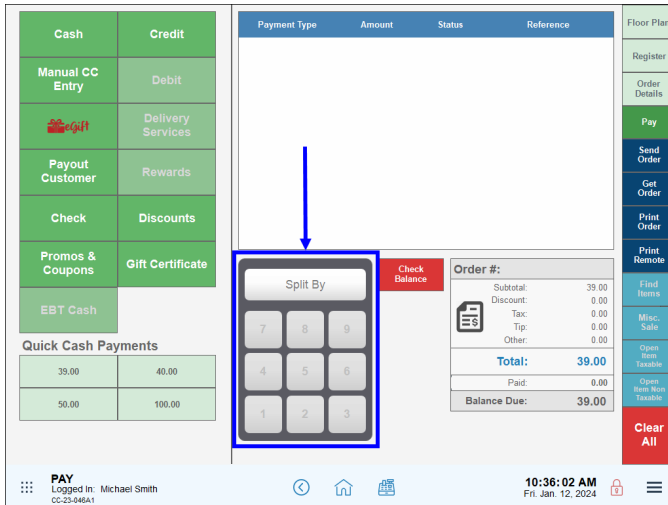 Cash
Credit
Manual CC
Entry
Debit
eGift
Delivery
Services
Payout
Customer
Rewards
Check
Discounts
Promos &
Coupons
Gift Certificate
EBT Cash
Quick Cash Payments
39.00
40.00
50.00
100.00
Payment Type
Amount
Status
Reference
Split By
7
8
9
4
5
6
1
2
3
Check
Balance
Order #:
Subtotal: 39.00
Discount: 0.00
Tax: 0.00
Tip: 0.00
Other: 0.00
Total: 39.00
Paid: 0.00
Balance Due: 39.00
Floor Plan
Register
Order
Details
Pay
Send
Order
Get
Order
Print
Order
Print
Remote
Find
Items
Misc.
Sale
Open
Item
Taxable
Open
Item Non
Taxable
Clear
All
PAY
Logged In: Michael Smith
CC-23-046A1
10:36:02 AM
Fri. Jan. 12, 2024